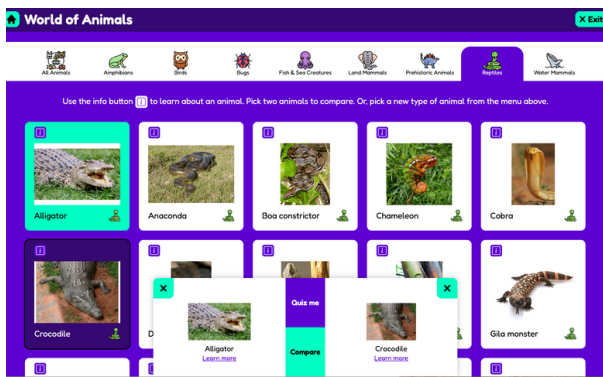 World of Animals
X Exit
All Animals
Amphibians
Birds
Bugs
Fish & Sea Creatures
Land Mammals
Prehistoric Animals
Reptiles
Water Mammals
Use the info button i to learn about an animal. Pick two animals to compare. Or, pick a new type of animal from the menu above.
Alligator
Anaconda
Boa constrictor
Chameleon
Cobra
Crocodile
D
Gila monster
Alligator
Learn more
Quiz me
Compare
Crocodile
Learn more